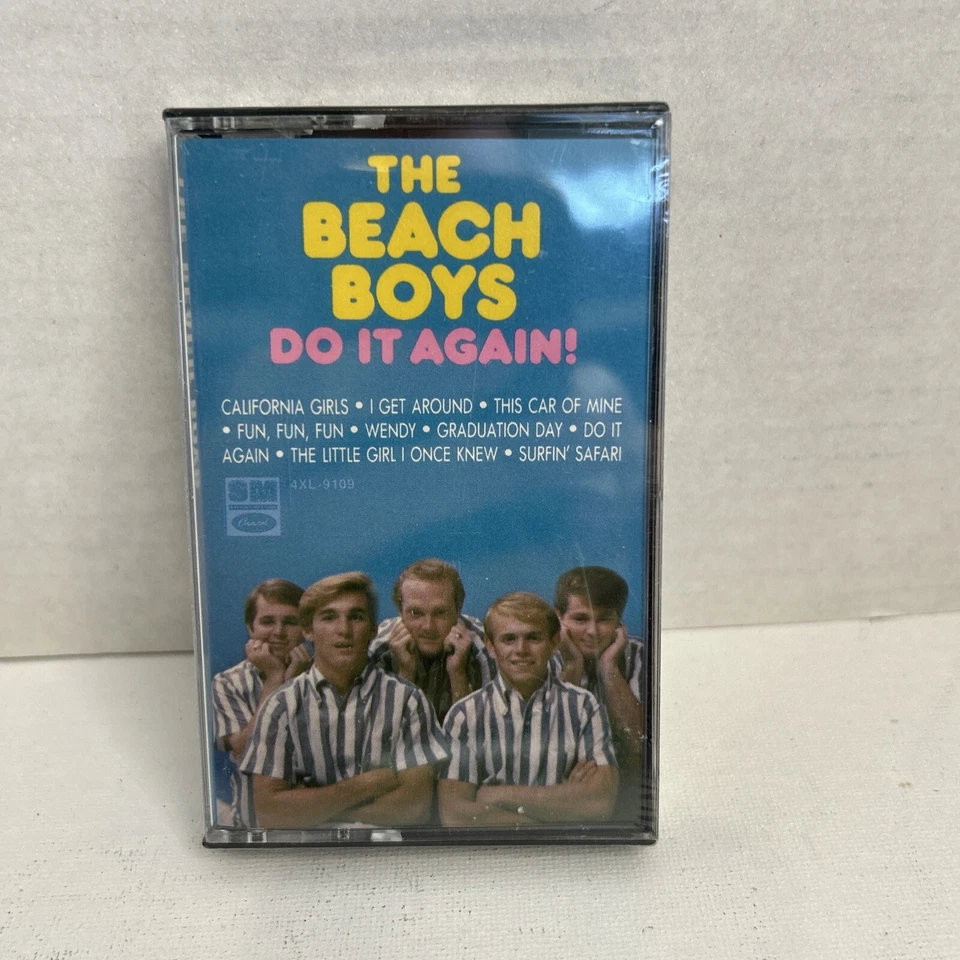 THE
BEACH
BOYS
DO IT AGAIN!
CALIFORNIA GIRLS • I GET AROUND • THIS CAR OF MINE
• FUN, FUN, FUN • WENDY • GRADUATION DAY • DO IT
AGAIN • THE LITTLE GIRL I ONCE KNEW • SURFIN' SAFARI
SM 4XL-9109
Capitol